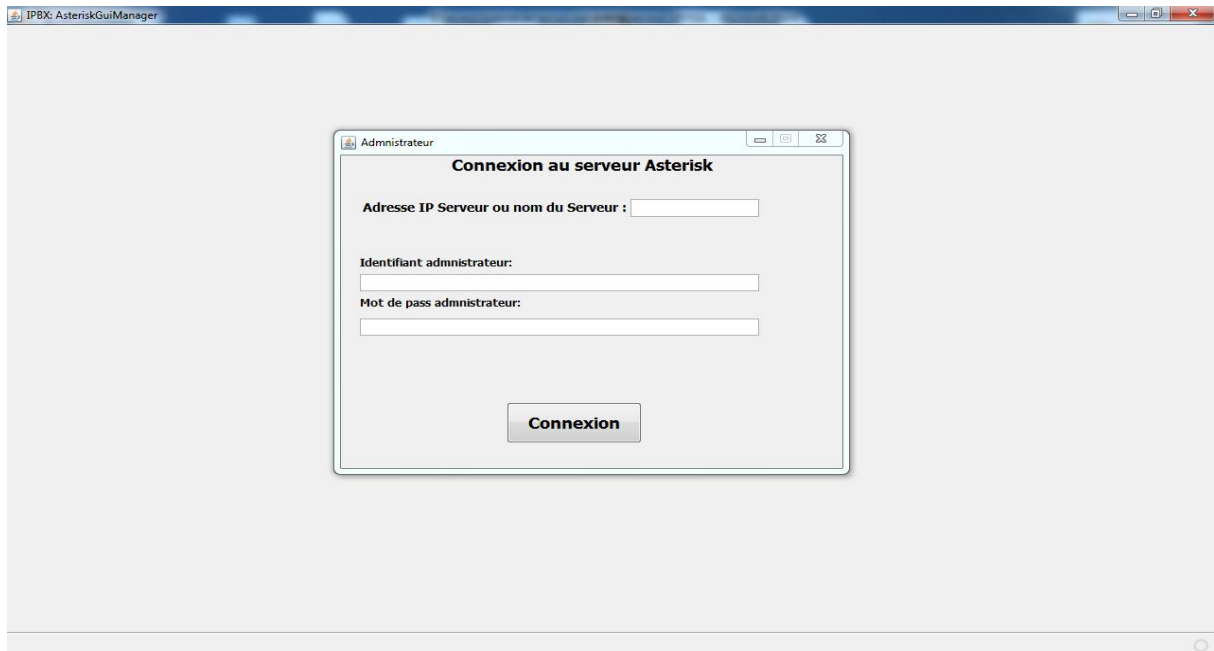 IPBX: AsteriskGuiManager
Admnistrateur
Connexion au serveur Asterisk
Adresse IP Serveur ou nom du Serveur :
Identifiant admnistrateur:
Mot de pass admnistrateur:
Connexion